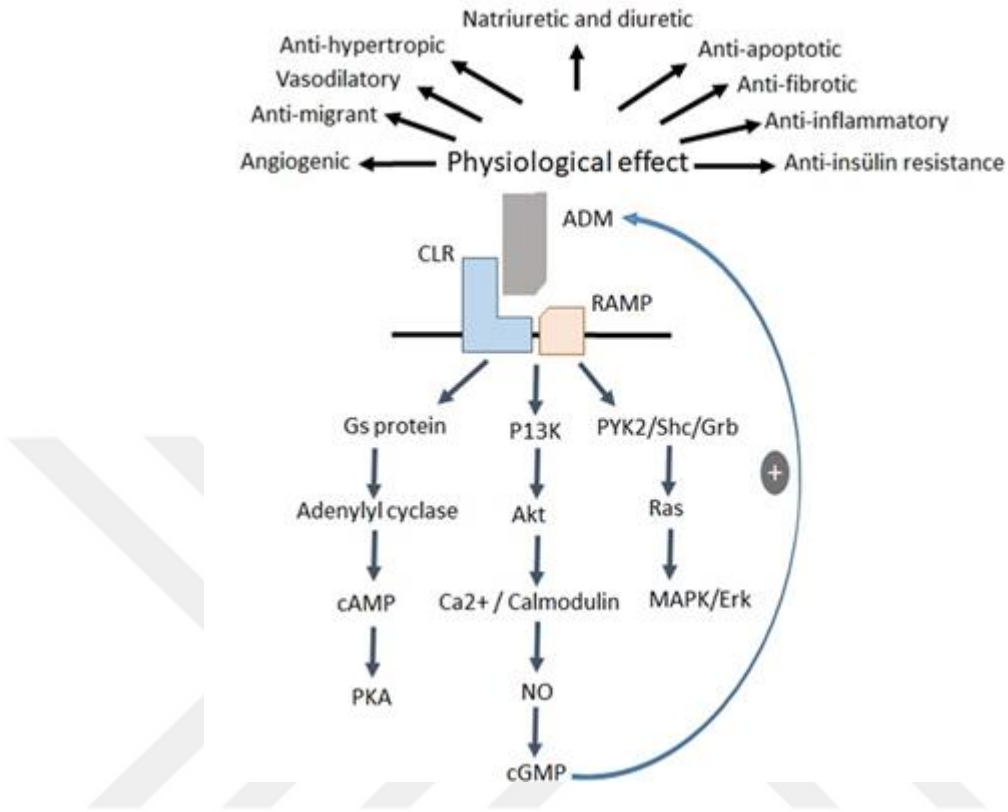 Natriuretic and diuretic
Anti-hypertropic
Anti-apoptotic
Vasodilatory
Anti-fibrotic
Anti-migrant
Anti-inflammatory
Angiogenic
Physiological effect
Anti-insülin resistance
ADM
CLR
RAMP
Gs protein
P13K
PYK2/Shc/Grb
+
Adenylyl cyclase
Akt
Ras
cAMP
Ca2+ / Calmodulin
MAPK/Erk
PKA
NO
cGMP